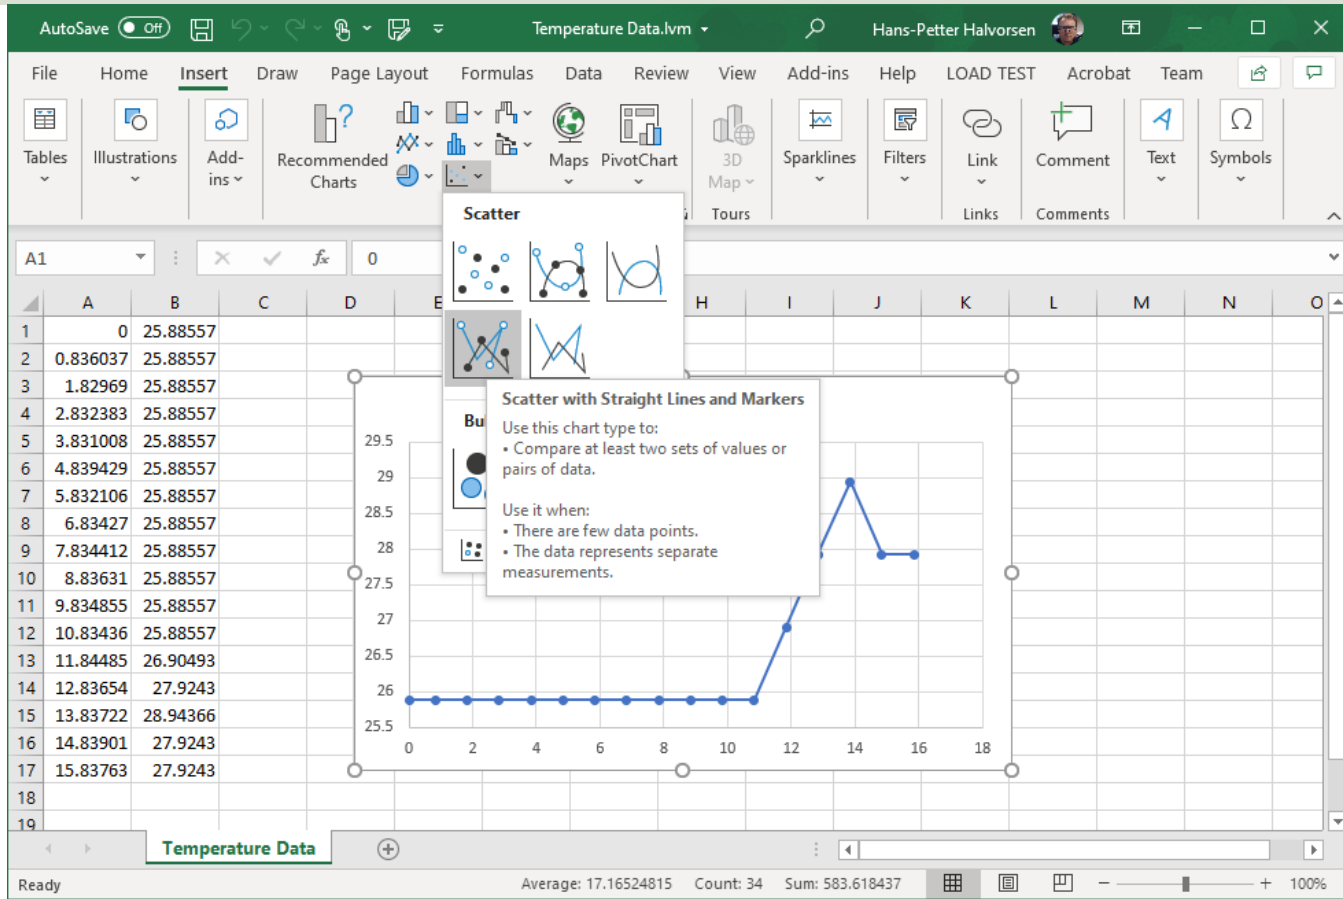 AutoSave Off Temperature Data.lvm Hans-Petter Halvorsen
File Home Insert Draw Page Layout Formulas Data Review View Add-ins Help LOAD TEST Acrobat Team
Tables Illustrations Add-ins Recommended Charts Maps PivotChart 3D Map Sparklines Filters Link Comment Text Symbols
Tours Links Comments
A1 fx 0
Scatter
A B C D E H I J K L M N O
1 0 25.88557
2 0.836037 25.88557
3 1.82969 25.88557
4 2.832383 25.88557
5 3.831008 25.88557
6 4.839429 25.88557
7 5.832106 25.88557
8 6.83427 25.88557
9 7.834412 25.88557
10 8.83631 25.88557
11 9.834855 25.88557
12 10.83436 25.88557
13 11.84485 26.90493
14 12.83654 27.9243
15 13.83722 28.94366
16 14.83901 27.9243
17 15.83763 27.9243
18
19
Bu
Scatter with Straight Lines and Markers
Use this chart type to:
• Compare at least two sets of values or
pairs of data.
Use it when:
• There are few data points.
• The data represents separate
measurements.
29.5
29
28.5
28
27.5
27
26.5
26
25.5
0 2 4 6 8 10 12 14 16 18
Temperature Data
Ready Average: 17.16524815 Count: 34 Sum: 583.618437 100%